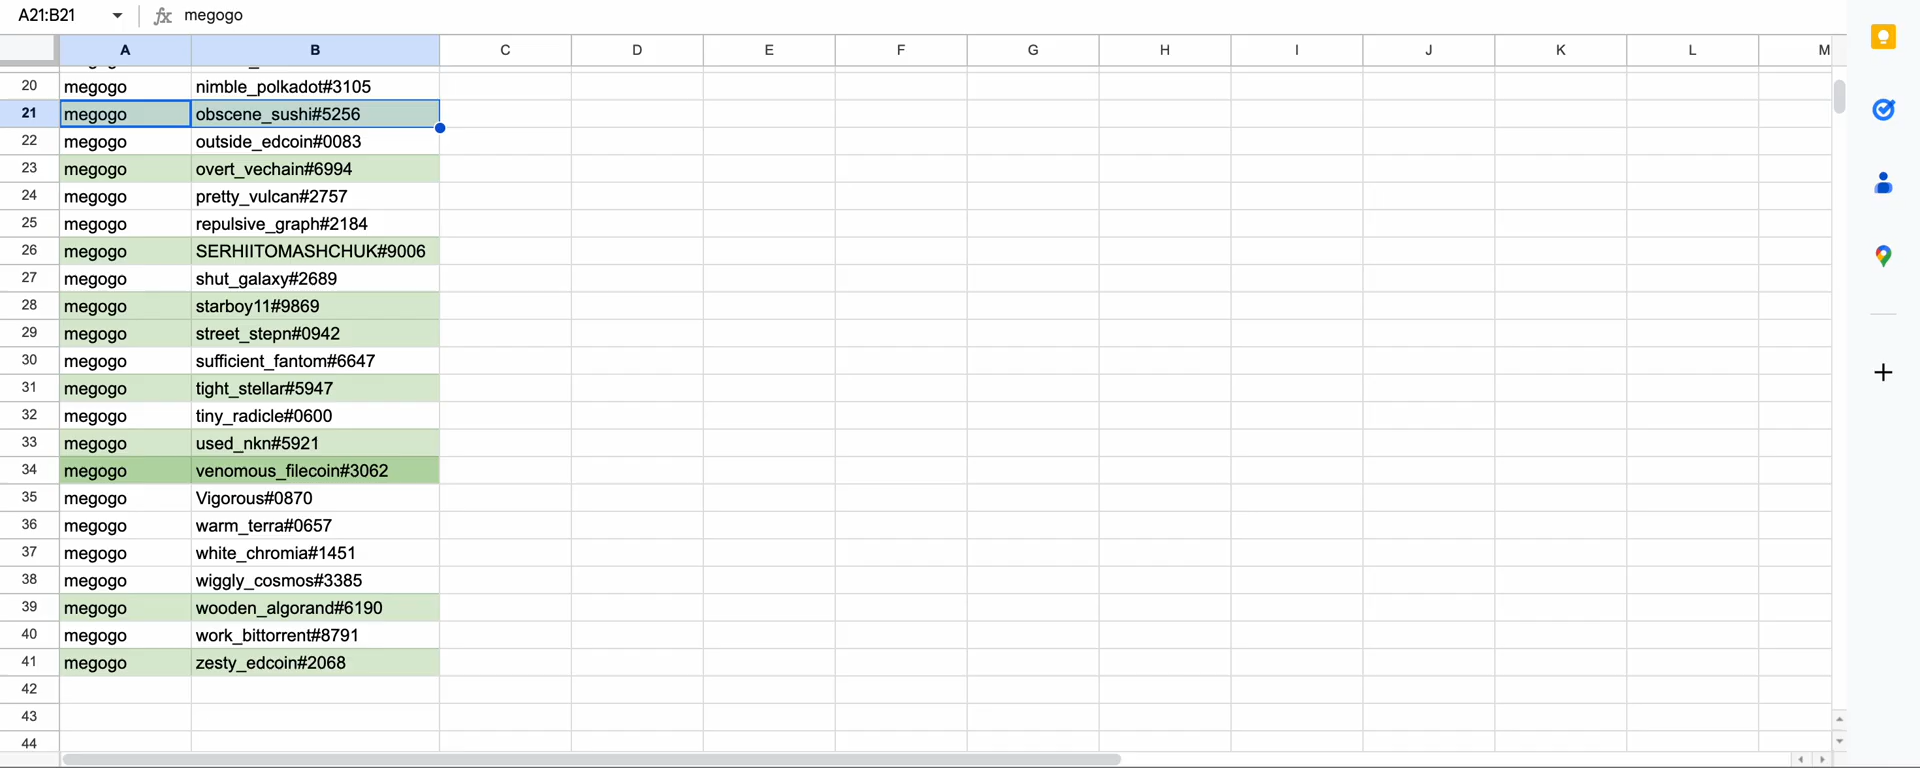 A21:B21 fx megogo
A B C D E F G H I J K L M
20 megogo nimble_polkadot#3105
21 megogo obscene_sushi#5256
22 megogo outside_edcoin#0083
23 megogo overt_vechain#6994
24 megogo pretty_vulcan#2757
25 megogo repulsive_graph#2184
26 megogo SERHIITOMASHCHUK#9006
27 megogo shut_galaxy#2689
28 megogo starboy11#9869
29 megogo street_stepn#0942
30 megogo sufficient_fantom#6647
31 megogo tight_stellar#5947
32 megogo tiny_radicle#0600
33 megogo used_nkn#5921
34 megogo venomous_filecoin#3062
35 megogo Vigorous#0870
36 megogo warm_terra#0657
37 megogo white_chromia#1451
38 megogo wiggly_cosmos#3385
39 megogo wooden_algorand#6190
40 megogo work_bittorrent#8791
41 megogo zesty_edcoin#2068
42
43
44